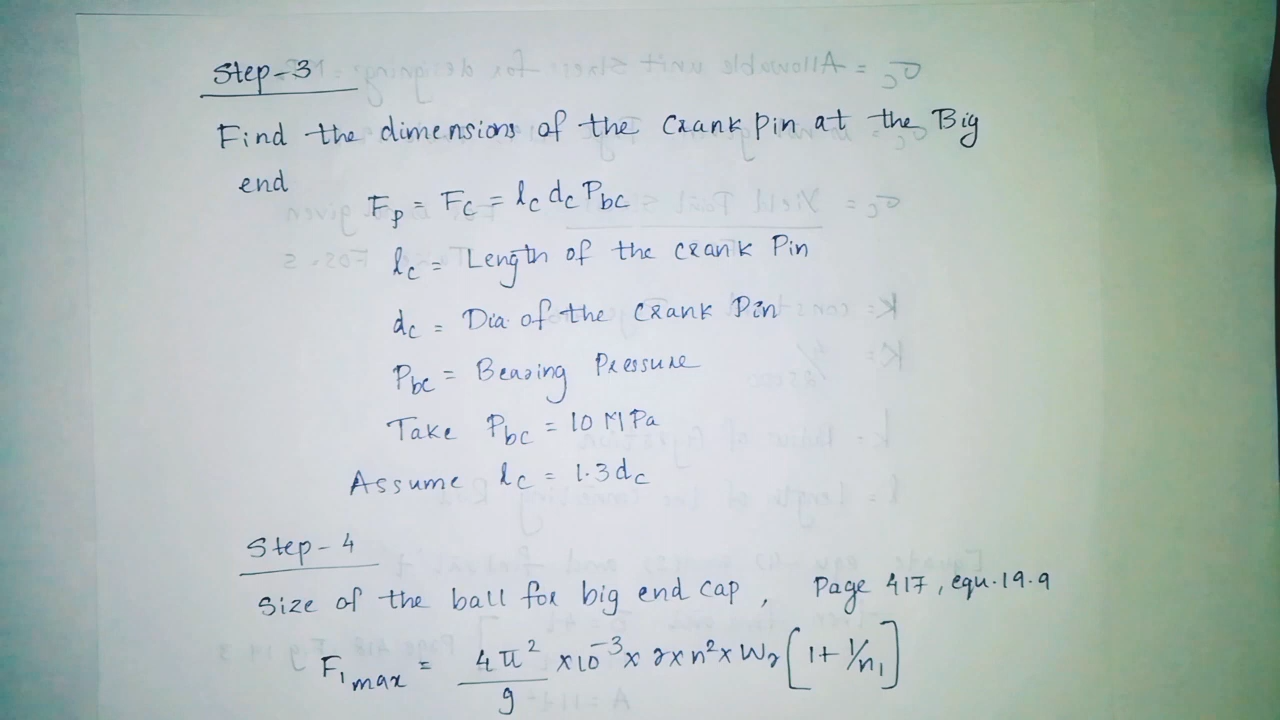 Step-3
Find the dimensions of the crank pin at the Big
end
Fp = Fc = lc dc Pbc
lc = Length of the crank Pin
dc = Dia. of the crank Pin
Pbc = Bearing Pressure
Take Pbc = 10 MPa
Assume lc = 1.3dc
Step-4
Size of the ball for big end cap, Page 417, equ.19.9
F1max = 4π²/g ×10⁻³× r×n²×Wr [1+ 1/n1]